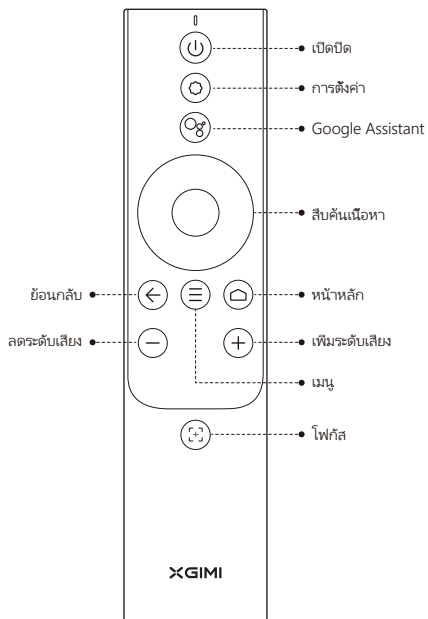 เปิดปิด
การตั้งค่า
Google Assistant
สืบค้นเนื้อหา
ย้อนกลับ
หน้าหลัก
ลดระดับเสียง
เพิ่มระดับเสียง
เมนู
โฟกัส
XGIMI